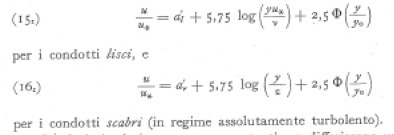 (15₁) u/u* = a'ₗ + 5,75 log (yu*/ν) + 2,5 Φ (y/y₀)
per i condotti lisci, e
(16₁) u/u* = a'ᵣ + 5,75 log (y/ε) + 2,5 Φ (y/y₀)
per i condotti scabri (in regime assolutamente turbolento).